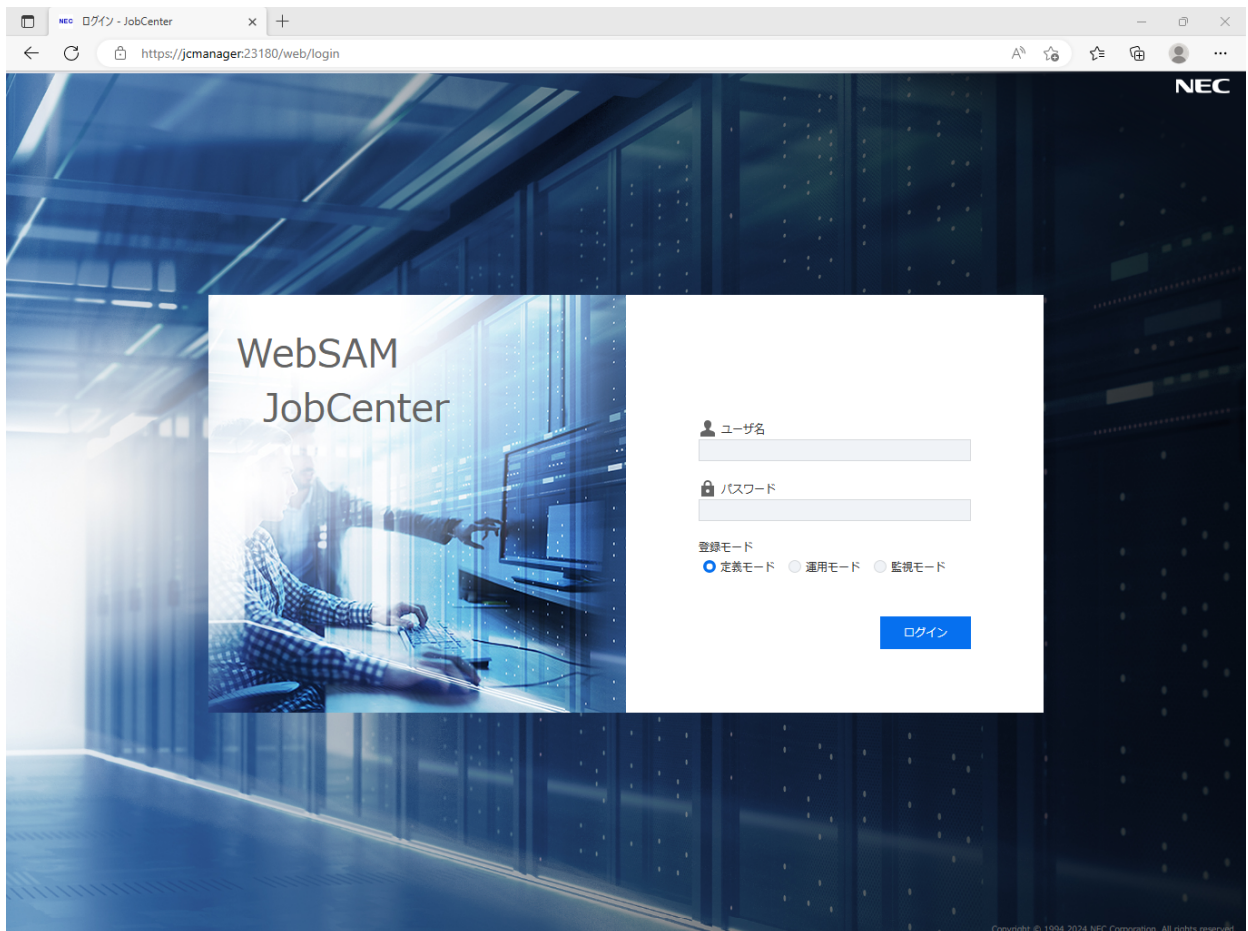 NEC ログイン - JobCenter
https://jcmanager:23180/web/login
NEC
WebSAM
JobCenter
ユーザ名
パスワード
登録モード
定義モード 運用モード 監視モード
ログイン
Copyright © 1994-2024 NEC Corporation. All rights reserved.